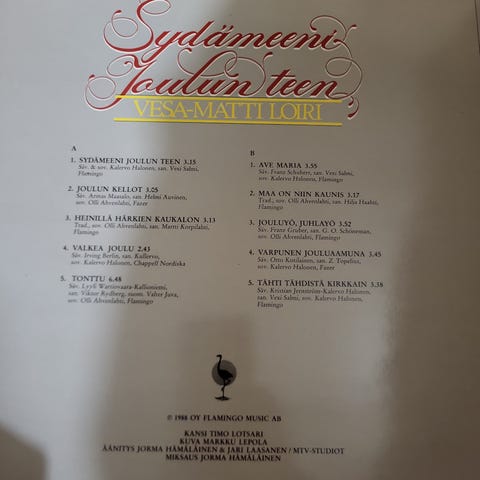 Sydämeeni
Joulun teen
VESA-MATTI LOIRI
A
1. SYDÄMEENI JOULUN TEEN 3.15
Säv. & sov. Kalervo Halonen, san. Vexi Salmi,
Flamingo
2. JOULUN KELLOT 3.05
Säv. Armas Maasalo, san. Helmi Auvinen,
sov. Olli Ahvenlahti, Fazer
3. HEINILLÄ HÄRKIEN KAUKALON 3.13
Trad., sov. Olli Ahvenlahti, san. Martti Korpilahti,
Flamingo
4. VALKEA JOULU 2.43
Säv. Irving Berlin, san. Kullervo,
sov. Kalervo Halonen, Chappell Nordiska
5. TONTTU 6.48
Säv. Lyyli Wartiovaara-Kallioniemi,
san. Viktor Rydberg, suom. Valter Juva,
sov. Olli Ahvenlahti, Flamingo
B
1. AVE MARIA 3.55
Säv. Franz Schubert, san. Vexi Salmi,
sov. Kalervo Halonen, Flamingo
2. MAA ON NIIN KAUNIS 3.17
Trad., sov. Olli Ahvenlahti, san. Hilja Haahti,
Flamingo
3. JOULUYÖ, JUHLAYÖ 3.52
Säv. Franz Gruber, san. G. O. Schöneman,
sov. Olli Ahvenlahti, Flamingo
4. VARPUNEN JOULUAAMUNA 3.45
Säv. Otto Kotilainen, san. Z. Topelius,
sov. Kalervo Halonen, Fazer
5. TÄHTI TÄHDISTÄ KIRKKAIN 3.38
Säv. Kristian Jernström-Kalervo Halonen,
san. Vexi Salmi, sov. Kalervo Halonen,
Flamingo
℗ 1988 OY FLAMINGO MUSIC AB
KANSI TIMO LOTSARI
KUVA MARKKU LEPOLA
ÄÄNITYS JORMA HÄMÄLÄINEN & JARI LAASANEN / MTV-STUDIOT
MIKSAUS JORMA HÄMÄLÄINEN